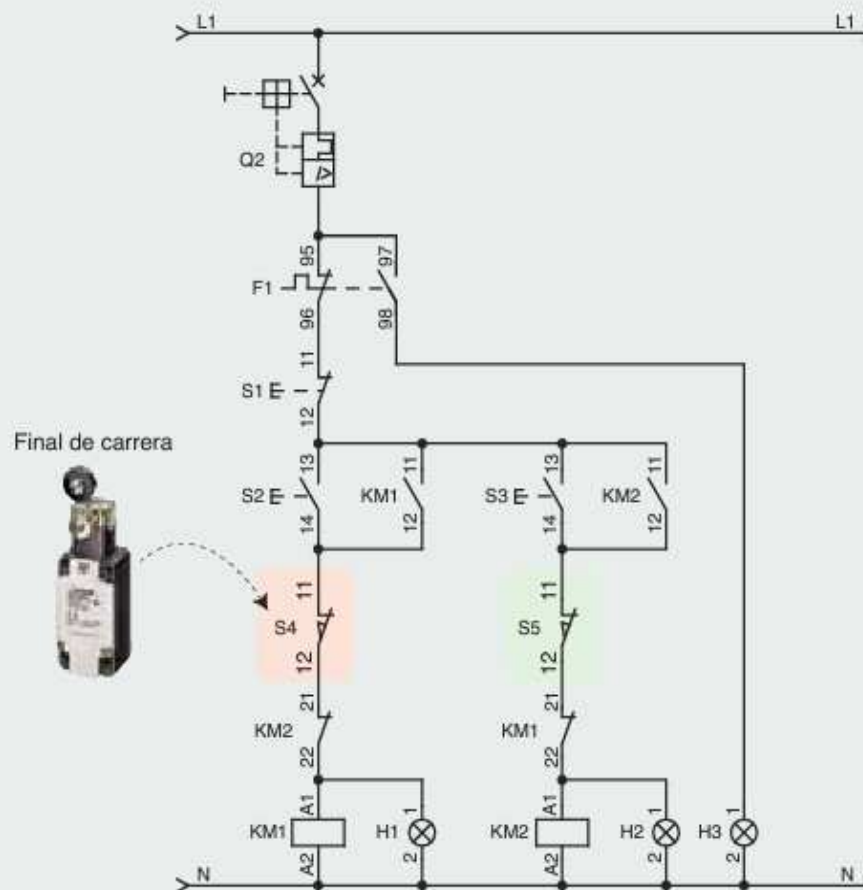 L1 L1
Q2
95 97
F1
96 98
11
S1
12
Final de carrera
13 11 13 11
S2 KM1 S3 KM2
14 12 14 12
11 11
S4 S5
12 12
21 21
KM2 KM1
22 22
A1 1 A1 1 1
KM1 H1 KM2 H2 H3
A2 2 A2 2 2
N N